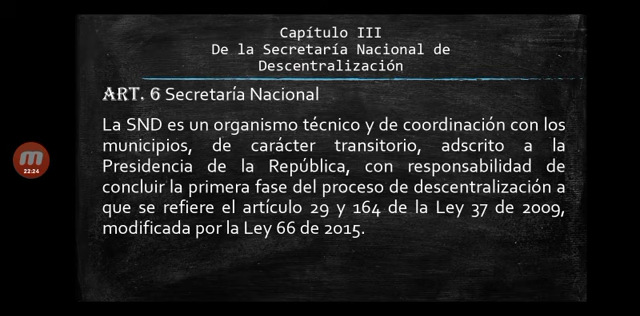 Capítulo III
De la Secretaría Nacional de
Descentralización
ART. 6 Secretaría Nacional
La SND es un organismo técnico y de coordinación con los
municipios, de carácter transitorio, adscrito a la
Presidencia de la República, con responsabilidad de
concluir la primera fase del proceso de descentralización a
que se refiere el artículo 29 y 164 de la Ley 37 de 2009,
modificada por la Ley 66 de 2015.
22:24